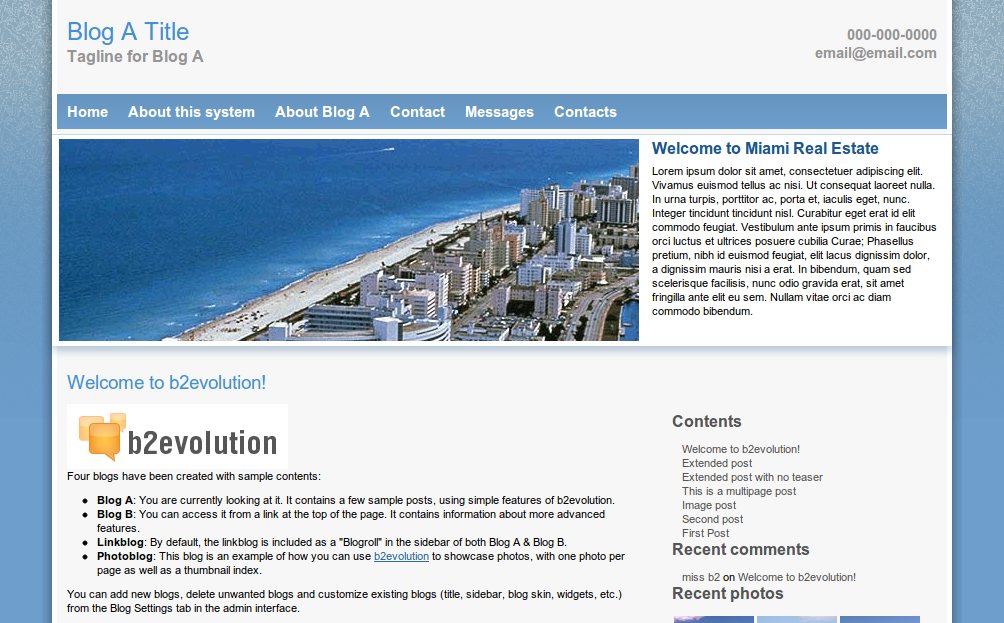 Blog A Title
Tagline for Blog A
000-000-0000
email@email.com
Home About this system About Blog A Contact Messages Contacts
Welcome to Miami Real Estate
Lorem ipsum dolor sit amet, consectetuer adipiscing elit.
Vivamus euismod tellus ac nisi. Ut consequat laoreet nulla.
In urna turpis, porttitor ac, porta et, iaculis eget, nunc.
Integer tincidunt tincidunt nisl. Curabitur eget erat id elit
commodo feugiat. Vestibulum ante ipsum primis in faucibus
orci luctus et ultrices posuere cubilia Curae; Phasellus
pretium, nibh id euismod feugiat, elit lacus dignissim dolor,
a dignissim mauris nisi a erat. In bibendum, quam sed
scelerisque facilisis, nunc odio gravida erat, sit amet
fringilla ante elit eu sem. Nullam vitae orci ac diam
commodo bibendum.
Welcome to b2evolution!
b2evolution
Four blogs have been created with sample contents:
• Blog A: You are currently looking at it. It contains a few sample posts, using simple features of b2evolution.
• Blog B: You can access it from a link at the top of the page. It contains information about more advanced
features.
• Linkblog: By default, the linkblog is included as a "Blogroll" in the sidebar of both Blog A & Blog B.
• Photoblog: This blog is an example of how you can use b2evolution to showcase photos, with one photo per
page as well as a thumbnail index.
You can add new blogs, delete unwanted blogs and customize existing blogs (title, sidebar, blog skin, widgets, etc.)
from the Blog Settings tab in the admin interface.
Contents
Welcome to b2evolution!
Extended post
Extended post with no teaser
This is a multipage post
Image post
Second post
First Post
Recent comments
miss b2 on Welcome to b2evolution!
Recent photos